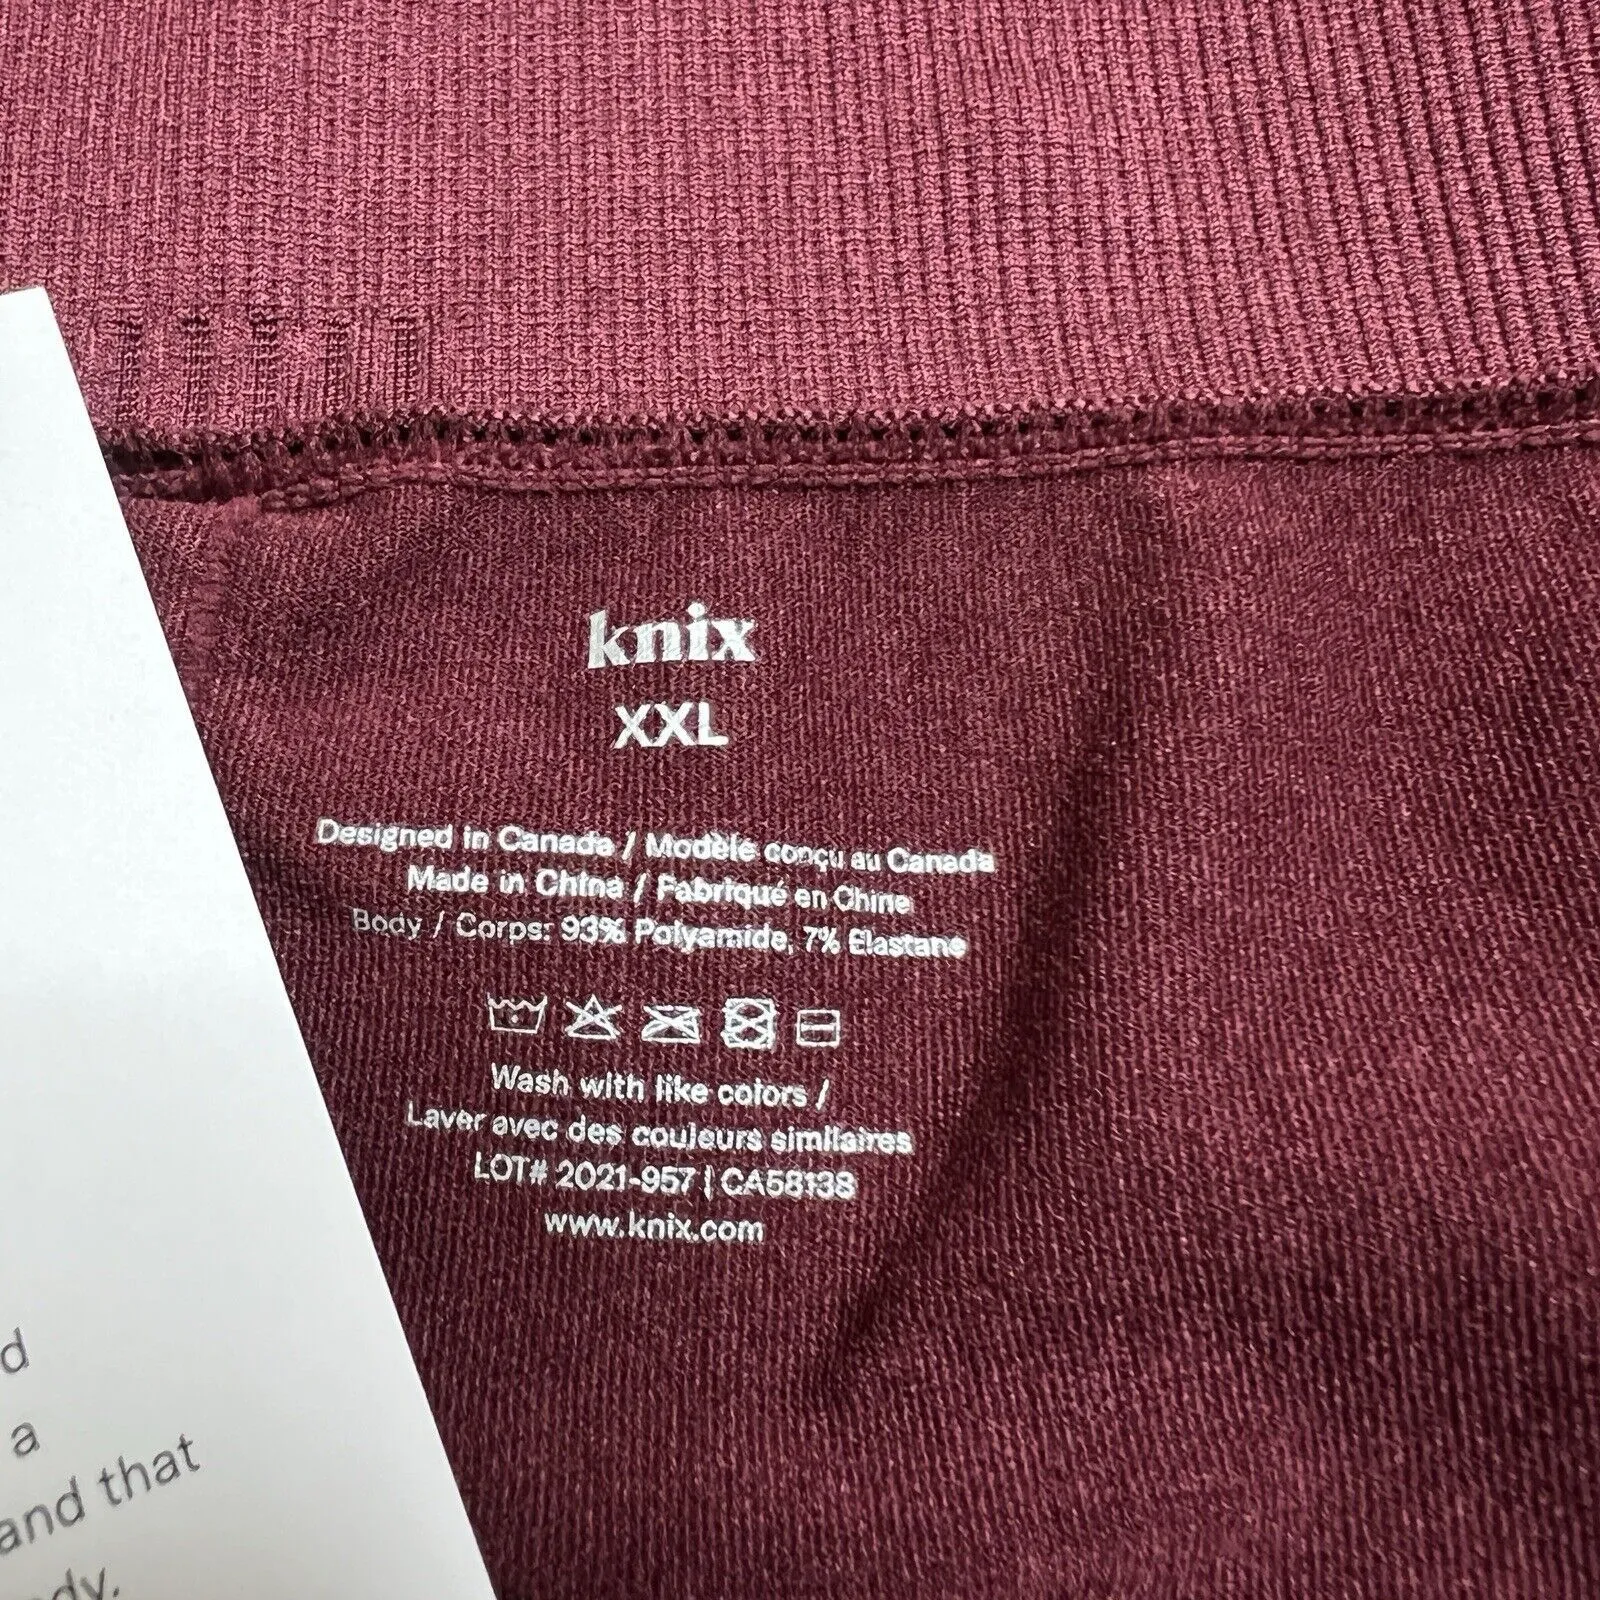 knix
XXL
Designed in Canada / Modèle conçu au Canada
Made in China / Fabriqué en Chine
Body / Corps: 93% Polyamide, 7% Elastane
Wash with like colors /
Laver avec des couleurs similaires
LOT# 2021-957 | CA58138
www.knix.com
d
a
and that
dy.